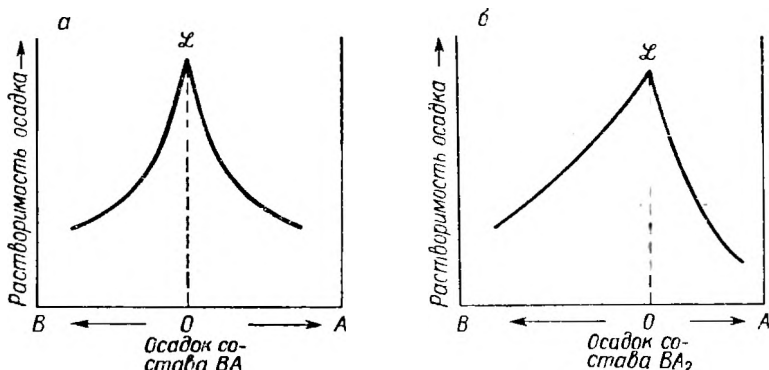 а
ℒ
Растворимость осадка
B
0
A
Осадок со-
става BA
б
ℒ
Растворимость осадка
B
0
A
Осадок со-
става BA₂